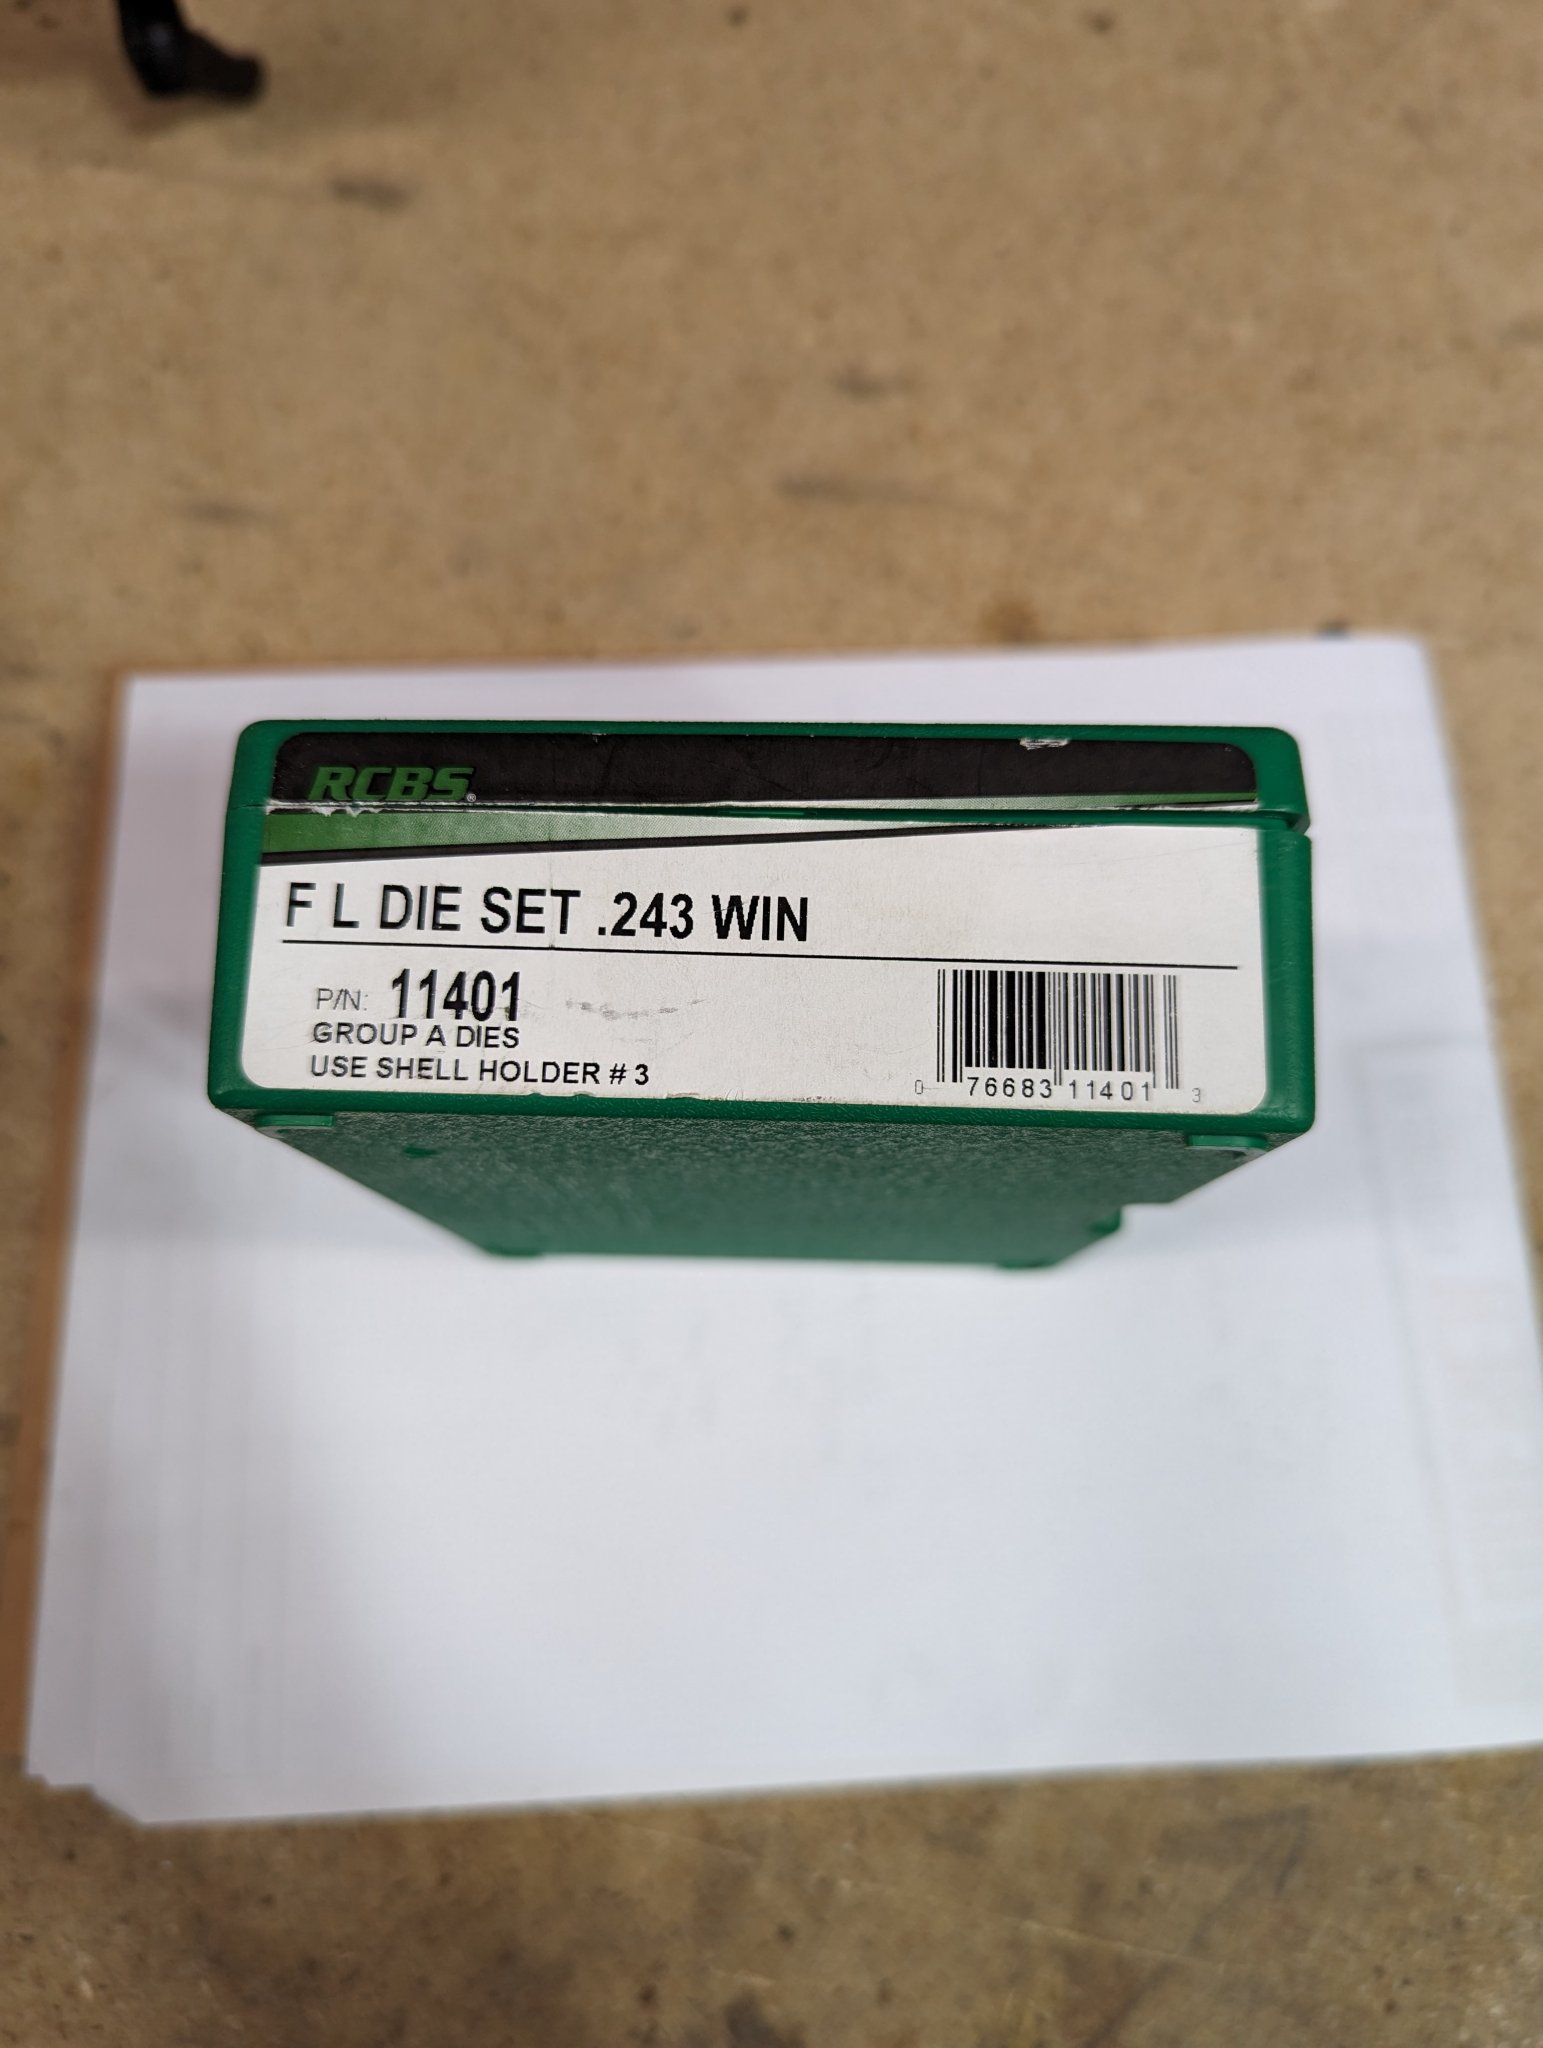 RCBS®
F L DIE SET .243 WIN
P/N: 11401
GROUP A DIES
USE SHELL HOLDER # 3
0 76683 11401 3